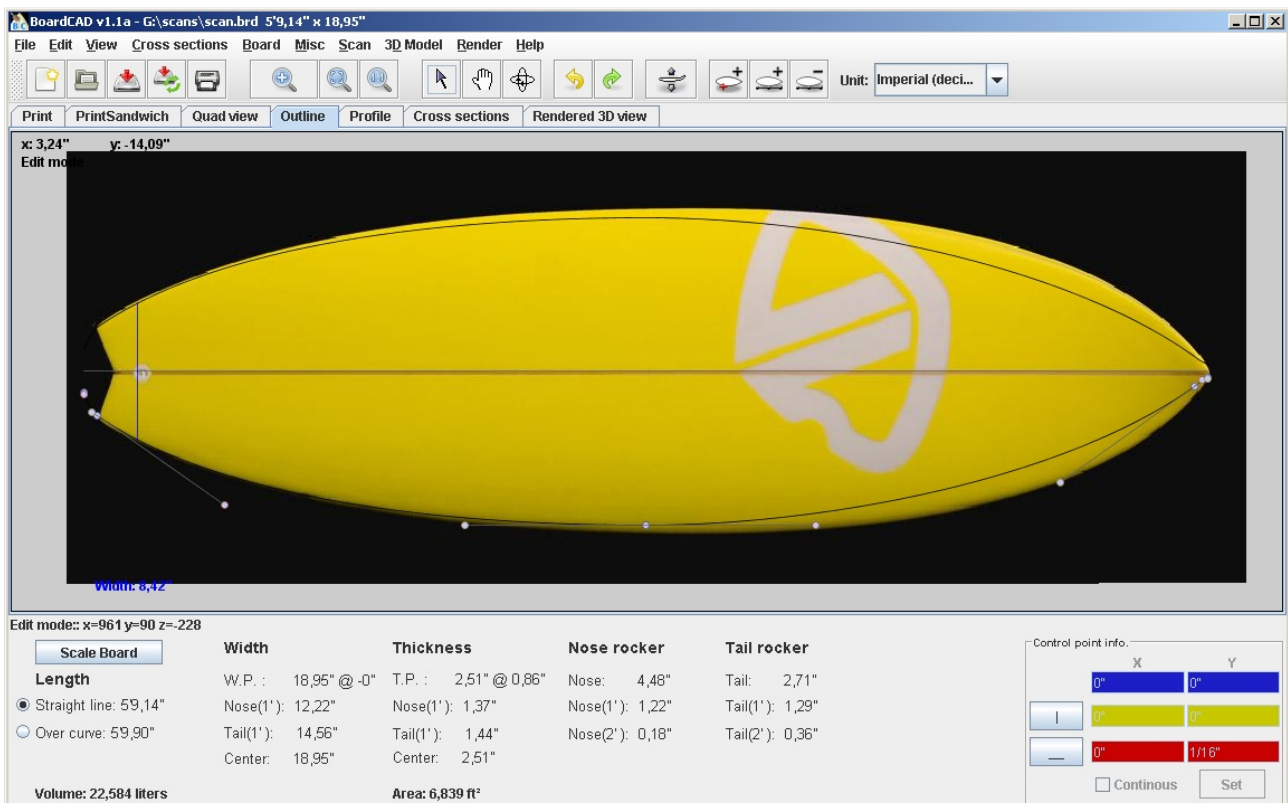 BoardCAD v1.1a - G:\scans\scan.brd 5'9,14" x 18,95"
File Edit View Cross sections Board Misc Scan 3D Model Render Help
Unit: Imperial (deci...
Print PrintSandwich Quad view Outline Profile Cross sections Rendered 3D view
x: 3,24" y: -14,09"
Edit mode
Width: 8,42"
Edit mode:: x=961 y=90 z=-228
Scale Board Width Thickness Nose rocker Tail rocker Control point info.
X Y
Length W.P. : 18,95" @ -0" T.P. : 2,51" @ 0,86" Nose: 4,48" Tail: 2,71" 0" 0"
Straight line: 5'9,14" Nose(1'): 12,22" Nose(1'): 1,37" Nose(1'): 1,22" Tail(1'): 1,29" 0" 0"
Over curve: 5'9,90" Tail(1'): 14,56" Tail(1'): 1,44" Nose(2'): 0,18" Tail(2'): 0,36"
Center: 18,95" Center: 2,51" 0" 1/16"
Continous Set
Volume: 22,584 liters Area: 6,839 ft²